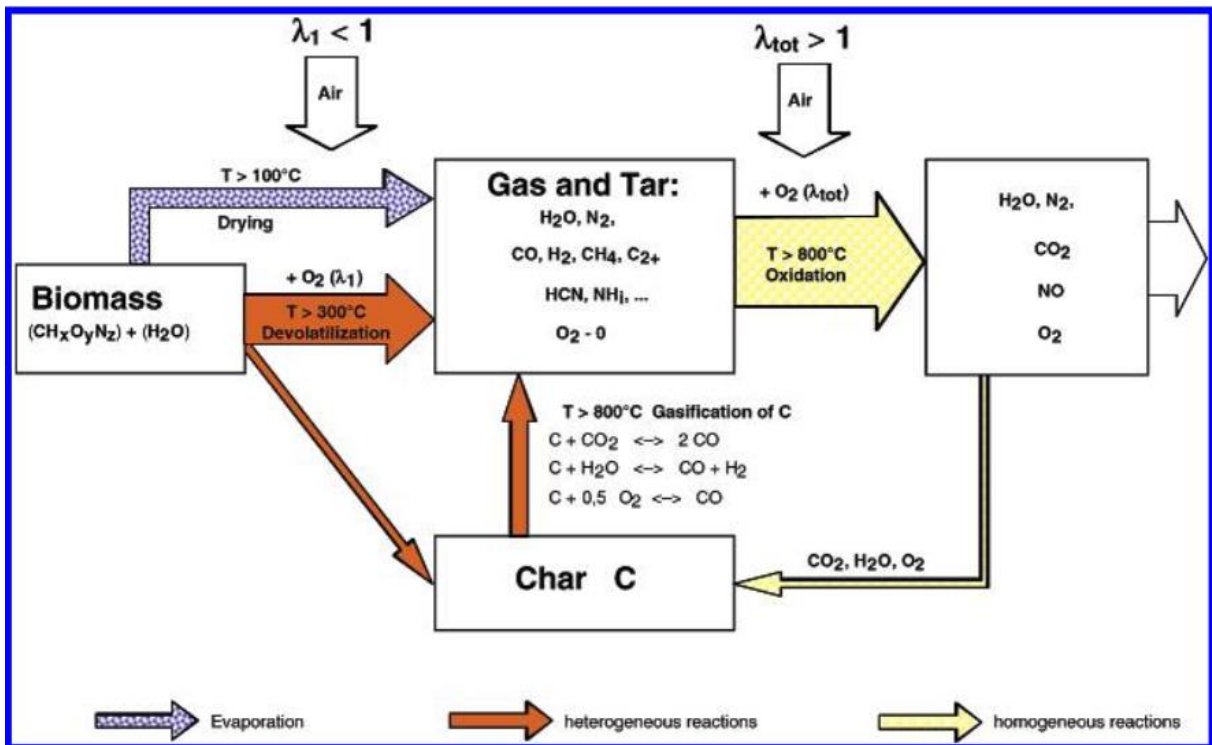 λ₁ < 1
Air
λtot > 1
Air
T > 100°C
Drying
Biomass
(CHₓOyNz) + (H₂O)
+ O₂ (λ₁)
T > 300°C
Devolatilization
Gas and Tar:
H₂O, N₂,
CO, H₂, CH₄, C₂₊
HCN, NHi, ...
O₂ - 0
+ O₂ (λtot)
T > 800°C
Oxidation
H₂O, N₂,
CO₂
NO
O₂
T > 800°C Gasification of C
C + CO₂ <-> 2 CO
C + H₂O <-> CO + H₂
C + 0,5 O₂ <-> CO
Char C
CO₂, H₂O, O₂
Evaporation
heterogeneous reactions
homogeneous reactions